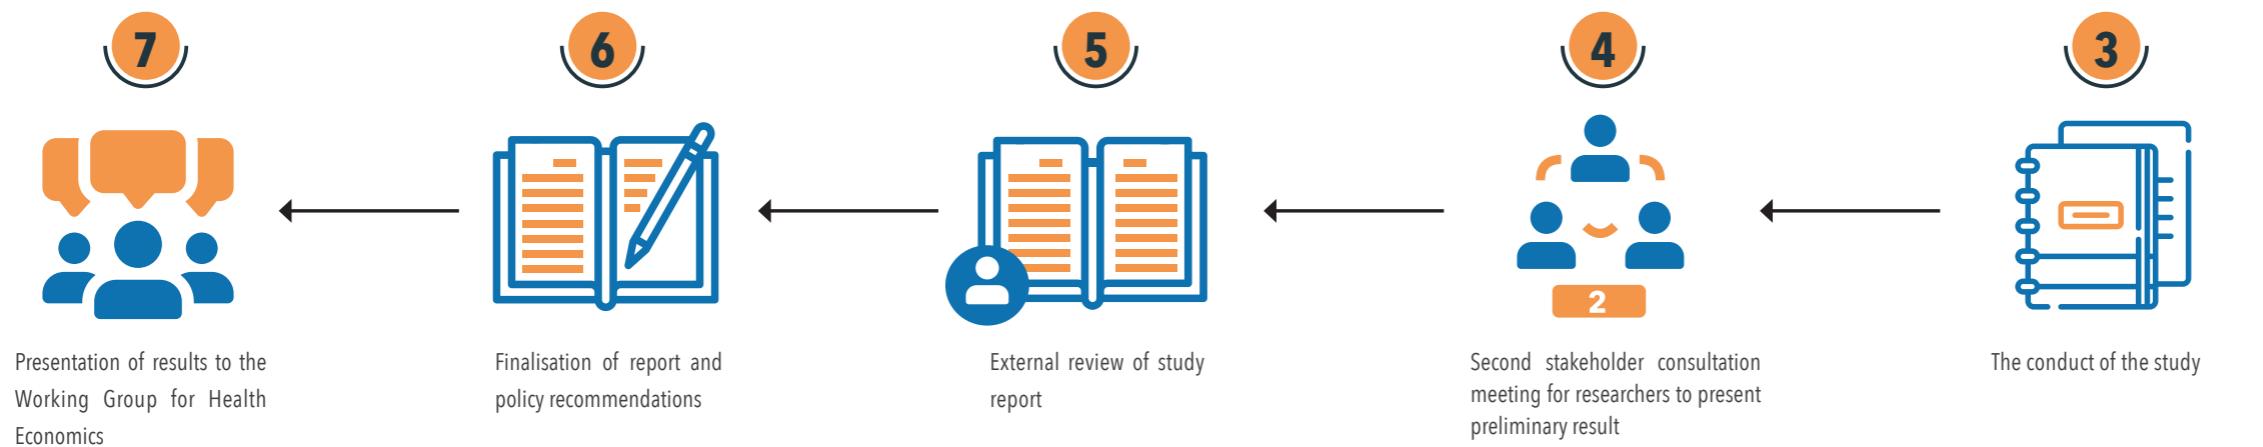 7
Presentation of results to the
Working Group for Health
Economics
6
Finalisation of report and
policy recommendations
5
External review of study
report
4
2
Second stakeholder consultation
meeting for researchers to present
preliminary result
3
The conduct of the study